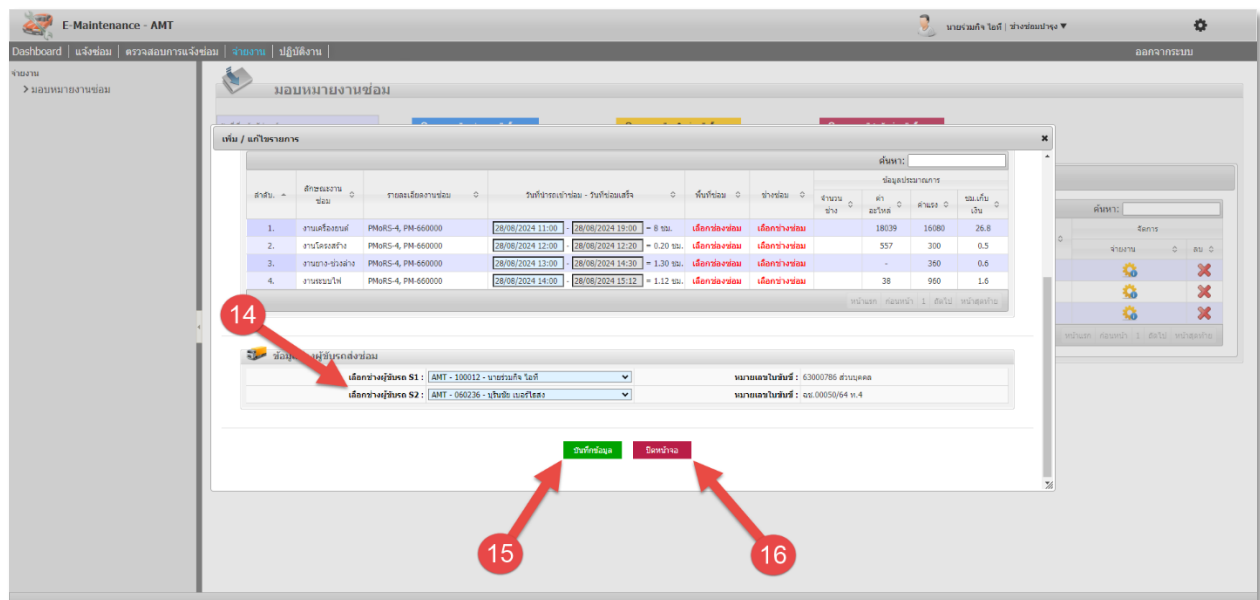 E-Maintenance - AMT
นายร่วมกิจ ไอที | ช่างซ่อมบำรุง ▼
Dashboard | แจ้งซ่อม | ตรวจสอบการแจ้งซ่อม | จ่ายงาน | ปฏิบัติงาน |
ออกจากระบบ
จ่ายงาน
มอบหมายงานซ่อม
มอบหมายงานซ่อม
เพิ่ม / แก้ไขรายการ
ค้นหา:
ลำดับ. ลักษณะงานซ่อม รายละเอียดงานซ่อม วันที่นำรถเข้าซ่อม - วันที่ซ่อมเสร็จ พื้นที่ซ่อม ช่างซ่อม ข้อมูลประมาณการ
จำนวนช่าง ค่าอะไหล่ ค่าแรง ชม.เก็บเงิน
1. งานเครื่องยนต์ PMoRS-4, PM-660000 28/08/2024 11:00 - 28/08/2024 19:00 = 8 ชม. เลือกช่องซ่อม เลือกช่างซ่อม 18039 16080 26.8
2. งานโครงสร้าง PMoRS-4, PM-660000 28/08/2024 12:00 - 28/08/2024 12:20 = 0.20 ชม. เลือกช่องซ่อม เลือกช่างซ่อม 557 300 0.5
3. งานยาง-ช่วงล่าง PMoRS-4, PM-660000 28/08/2024 13:00 - 28/08/2024 14:30 = 1.30 ชม. เลือกช่องซ่อม เลือกช่างซ่อม - 360 0.6
4. งานระบบไฟ PMoRS-4, PM-660000 28/08/2024 14:00 - 28/08/2024 15:12 = 1.12 ชม. เลือกช่องซ่อม เลือกช่างซ่อม 38 960 1.6
หน้าแรก ก่อนหน้า 1 ถัดไป หน้าสุดท้าย
ค้นหา:
จัดการ
จ่ายงาน ลบ
หน้าแรก ก่อนหน้า 1 ถัดไป หน้าสุดท้าย
14
ผู้ขับรถส่งซ่อม
เลือกช่างผู้ขับรถ S1 : AMT - 100012 - นายร่วมกิจ ไอที หมายเลขใบขับขี่ : 63000786 ส่วนบุคคล
เลือกช่างผู้ขับรถ S2 : AMT - 060236 - บุรินชัย เบอร์ไธสง หมายเลขใบขับขี่ : ฉช.00050/64 ท.4
บันทึกข้อมูล ปิดหน้าจอ
15
16